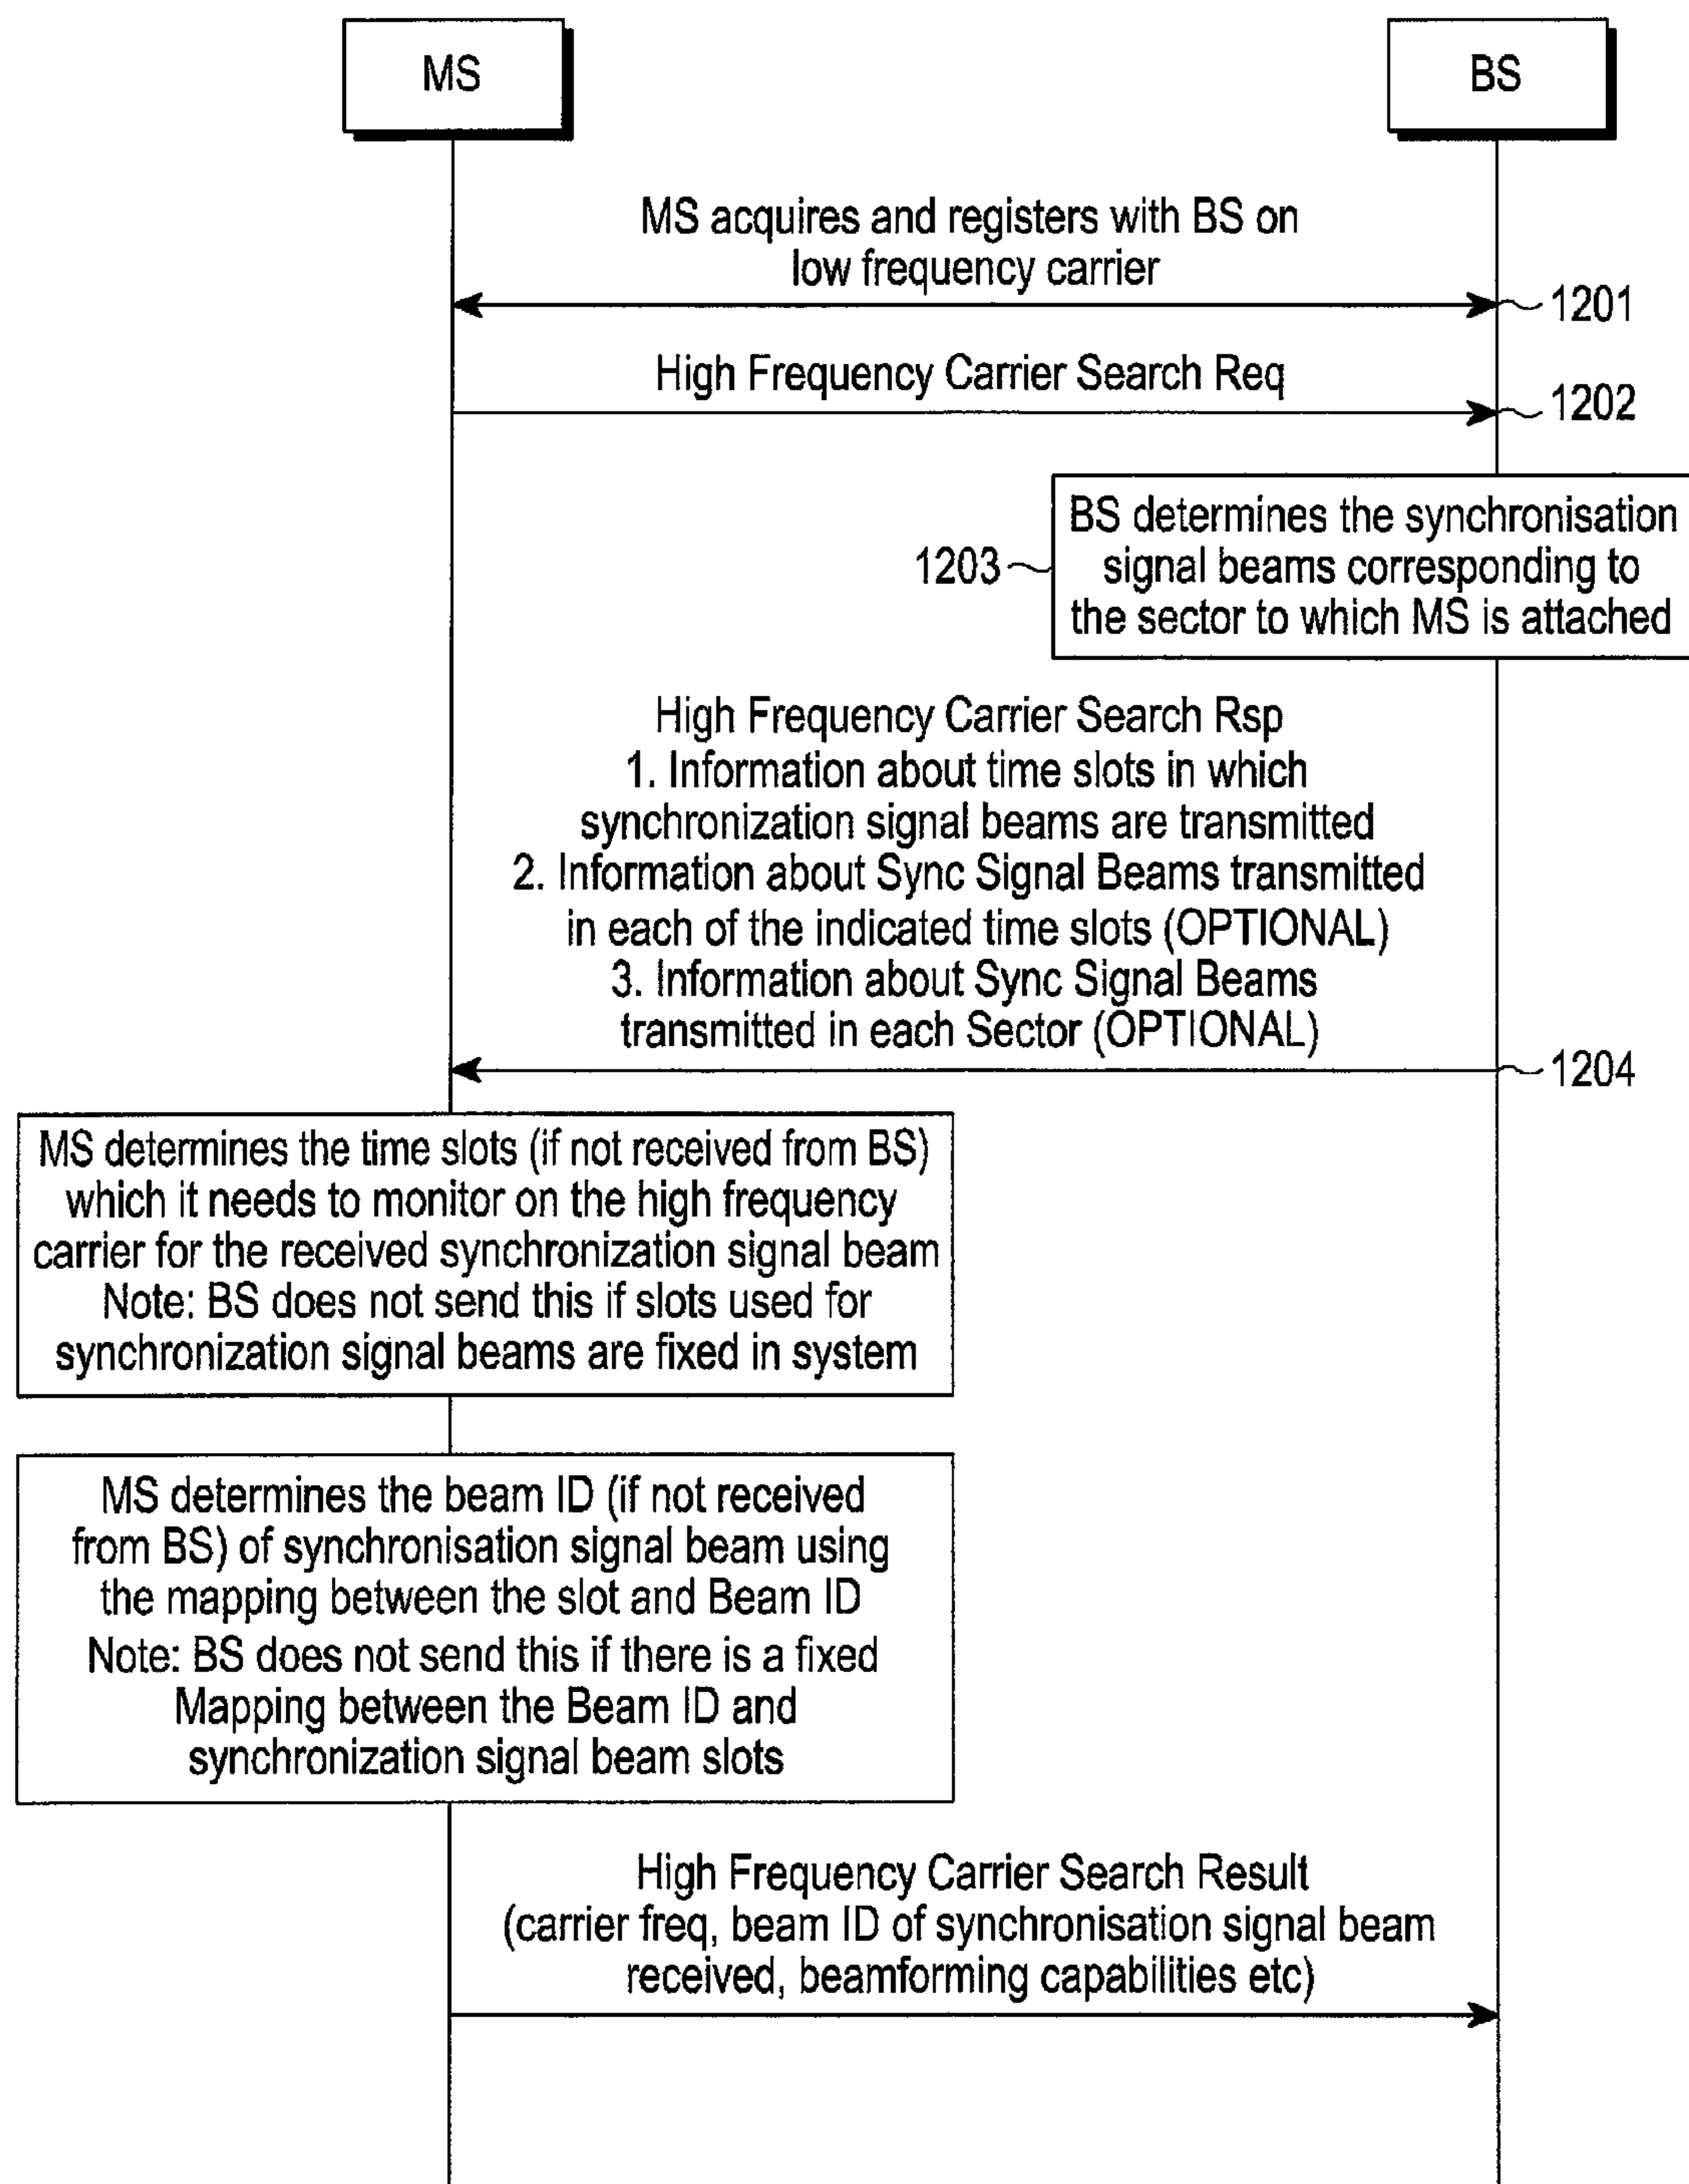 MS
BS
MS acquires and registers with BS on
low frequency carrier
1201
High Frequency Carrier Search Req
1202
BS determines the synchronisation
signal beams corresponding to
the sector to which MS is attached
1203
High Frequency Carrier Search Rsp
1. Information about time slots in which
synchronization signal beams are transmitted
2. Information about Sync Signal Beams transmitted
in each of the indicated time slots (OPTIONAL)
3. Information about Sync Signal Beams
transmitted in each Sector (OPTIONAL)
1204
MS determines the time slots (if not received from BS)
which it needs to monitor on the high frequency
carrier for the received synchronization signal beam
Note: BS does not send this if slots used for
synchronization signal beams are fixed in system
MS determines the beam ID (if not received
from BS) of synchronisation signal beam using
the mapping between the slot and Beam ID
Note: BS does not send this if there is a fixed
Mapping between the Beam ID and
synchronization signal beam slots
High Frequency Carrier Search Result
(carrier freq, beam ID of synchronisation signal beam
received, beamforming capabilities etc)